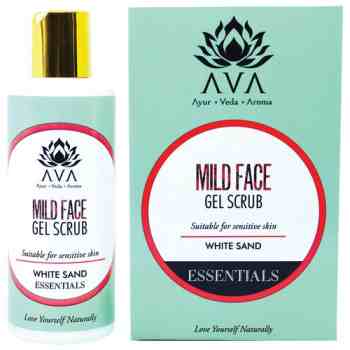 AVA
Ayur • Veda • Aroma
MILD FACE
GEL SCRUB
Suitable for sensitive skin
WHITE SAND
ESSENTIALS
Love Yourself Naturally
AVA
Ayur • Veda • Aroma
MILD FACE
GEL SCRUB
Suitable for sensitive skin
WHITE SAND
ESSENTIALS
Love Yourself Naturally